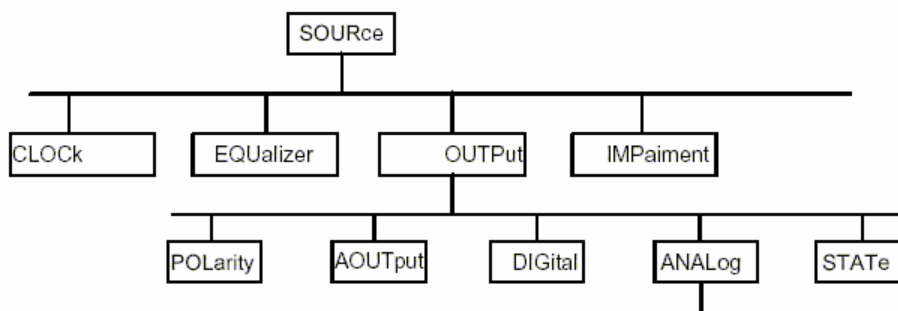 SOURce
CLOCk EQUalizer OUTPut IMPaiment
POLarity AOUTput DIGital ANALog STATe